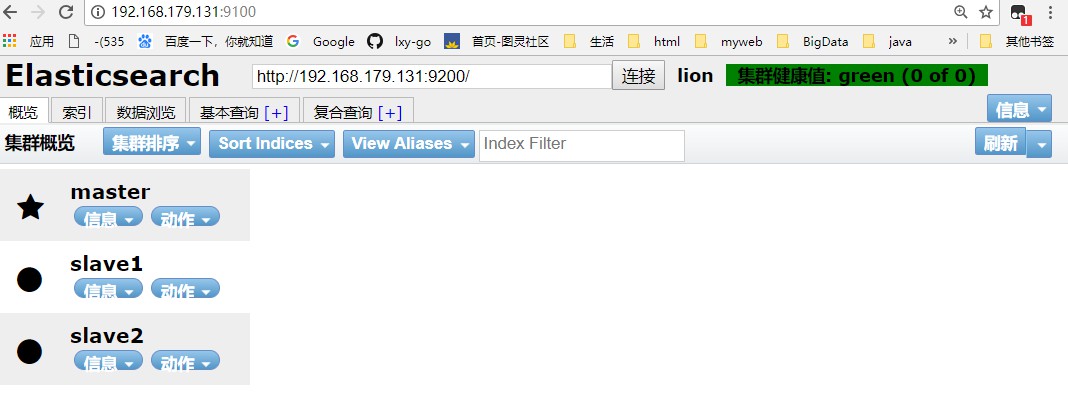 192.168.179.131:9100
1
应用 -(535 百度一下，你就知道 Google lxy-go 首页-图灵社区 生活 html myweb BigData java » 其他书签
Elasticsearch http://192.168.179.131:9200/ 连接 lion 集群健康值: green (0 of 0)
概览 索引 数据浏览 基本查询 [+] 复合查询 [+] 信息
集群概览 集群排序 Sort Indices View Aliases Index Filter 刷新
master
信息 动作
slave1
信息 动作
slave2
信息 动作